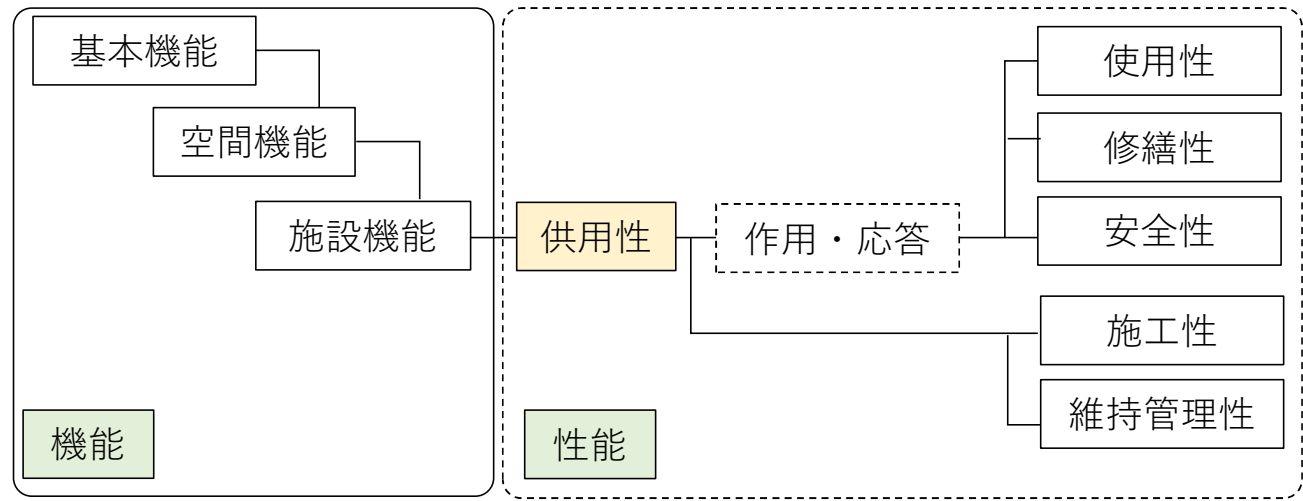 基本機能
空間機能
施設機能
機能
供用性
作用・応答
使用性
修繕性
安全性
施工性
維持管理性
性能